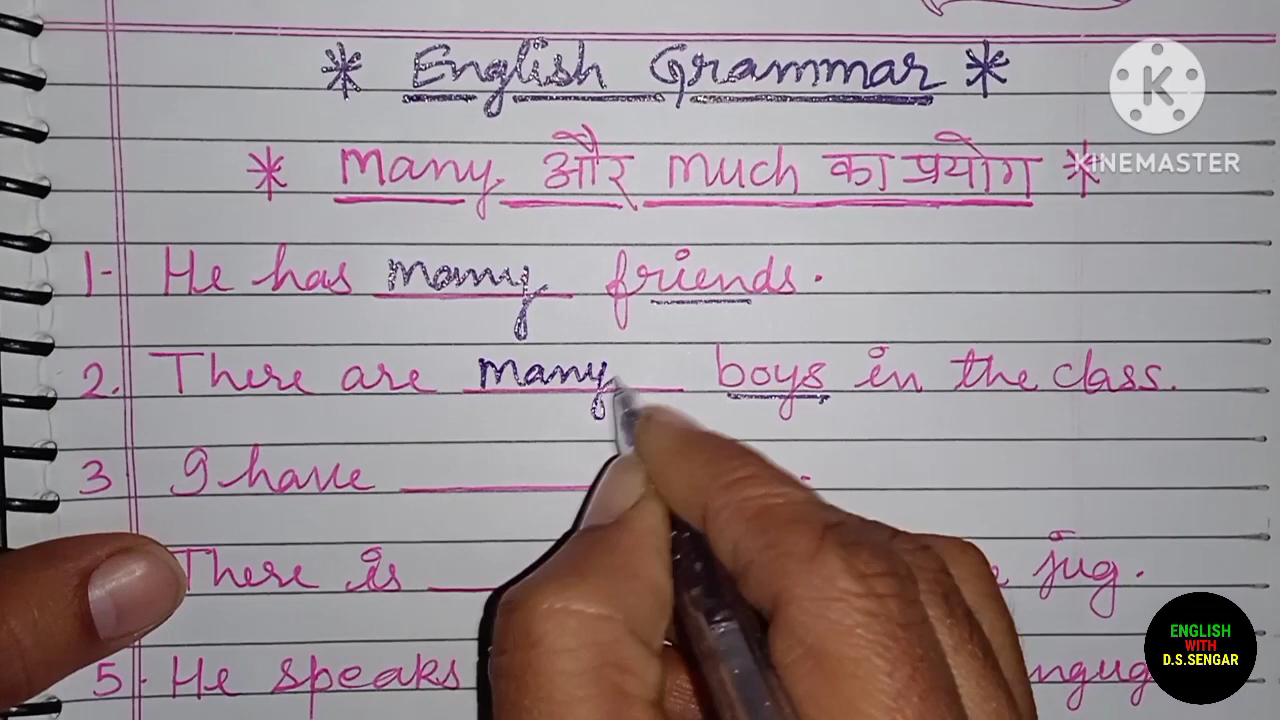 * English Grammar *
* Many और much का प्रयोग *
KINEMASTER
1- He has many friends.
2. There are many boys in the class.
3 I have
There is jug.
5. He speaks
ENGLISH
WITH
D.S.SENGAR